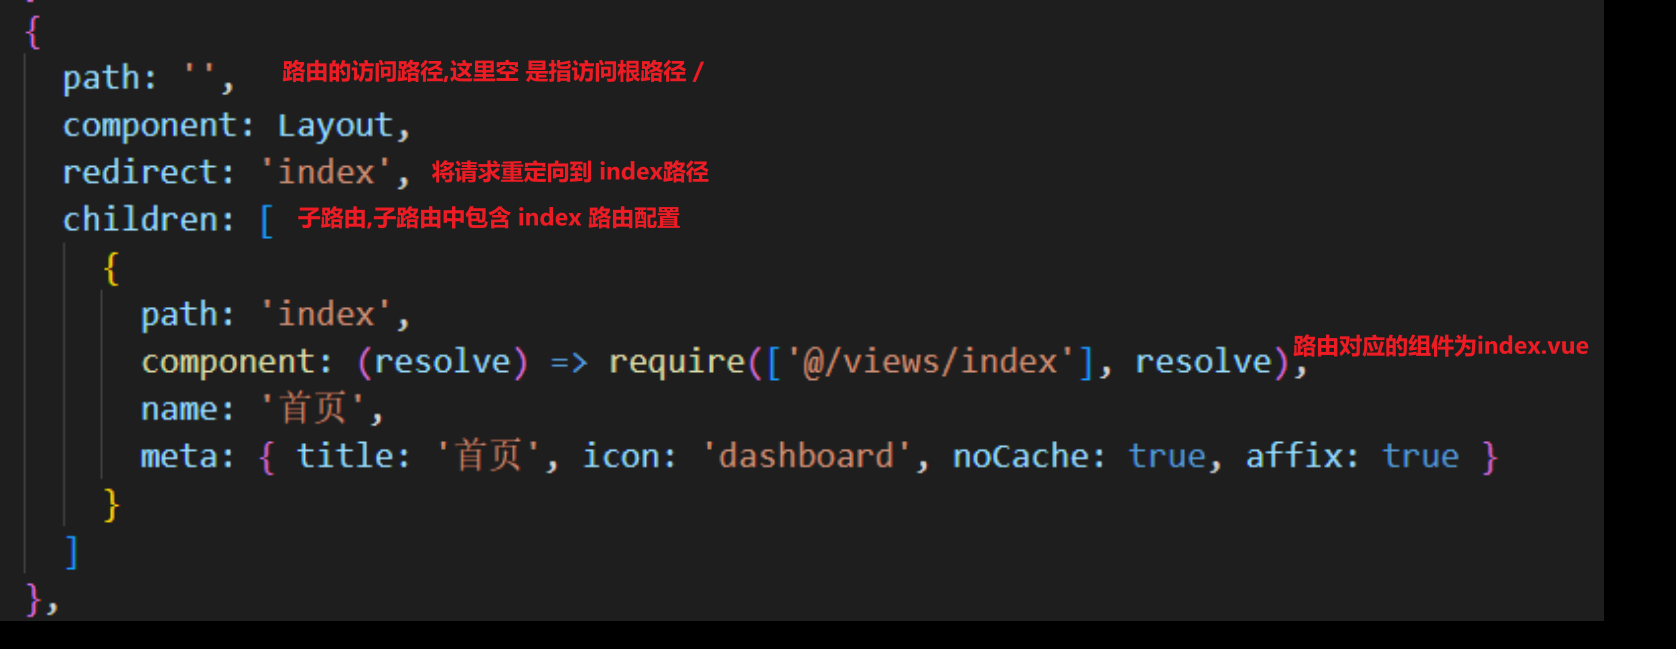 {
path: '', 路由的访问路径,这里空 是指访问根路径 /
component: Layout,
redirect: 'index', 将请求重定向到 index路径
children: [ 子路由,子路由中包含 index 路由配置
{
path: 'index',
component: (resolve) => require(['@/views/index'], resolve), 路由对应的组件为index.vue
name: '首页',
meta: { title: '首页', icon: 'dashboard', noCache: true, affix: true }
}
]
},